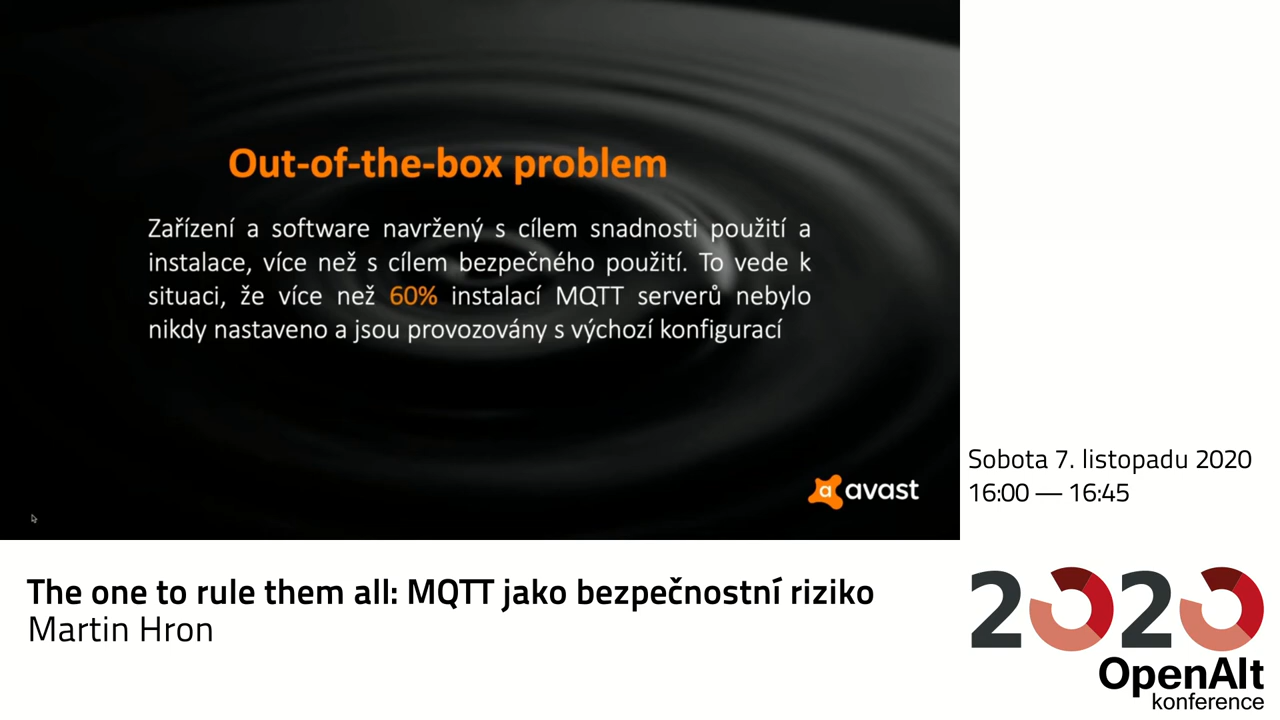 Out-of-the-box problem
Zařízení a software navržený s cílem snadnosti použití a
instalace, více než s cílem bezpečného použití. To vede k
situaci, že více než 60% instalací MQTT serverů nebylo
nikdy nastaveno a jsou provozovány s výchozí konfigurací
avast
Sobota 7. listopadu 2020
16:00 — 16:45
The one to rule them all: MQTT jako bezpečnostní riziko
Martin Hron
2020
OpenAlt
konference